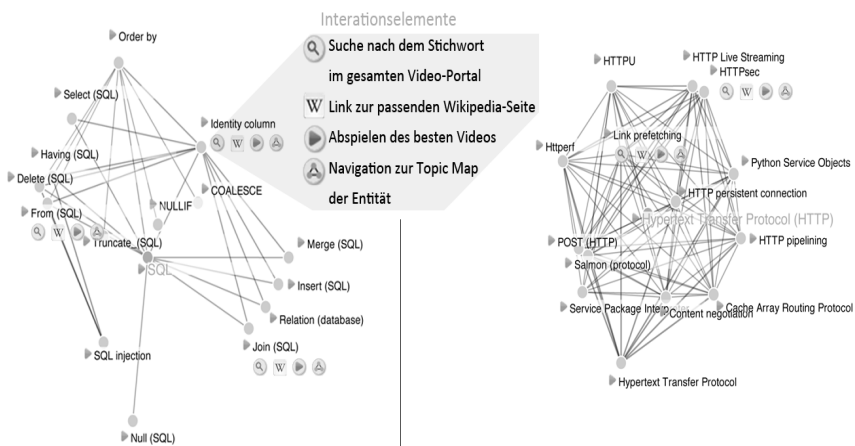 Interationselemente
Suche nach dem Stichwort
im gesamten Video-Portal
W Link zur passenden Wikipedia-Seite
Abspielen des besten Videos
Navigation zur Topic Map
der Entität
Order by
Select (SQL)
Identity column
W
Having (SQL)
Delete (SQL)
COALESCE
NULLIF
From (SQL)
W
Truncate_(SQL)
SQL
Merge (SQL)
Insert (SQL)
Relation (database)
Join (SQL)
W
SQL injection
Null (SQL)
HTTPU
HTTP Live Streaming
HTTPsec
W
Link prefetching
W
Httperf
Python Service Objects
HTTP persistent connection
Hypertext Transfer Protocol (HTTP)
POST (HTTP)
HTTP pipelining
Salmon (protocol)
Service Package
Content negotiation
Cache Array Routing Protocol
Hypertext Transfer Protocol